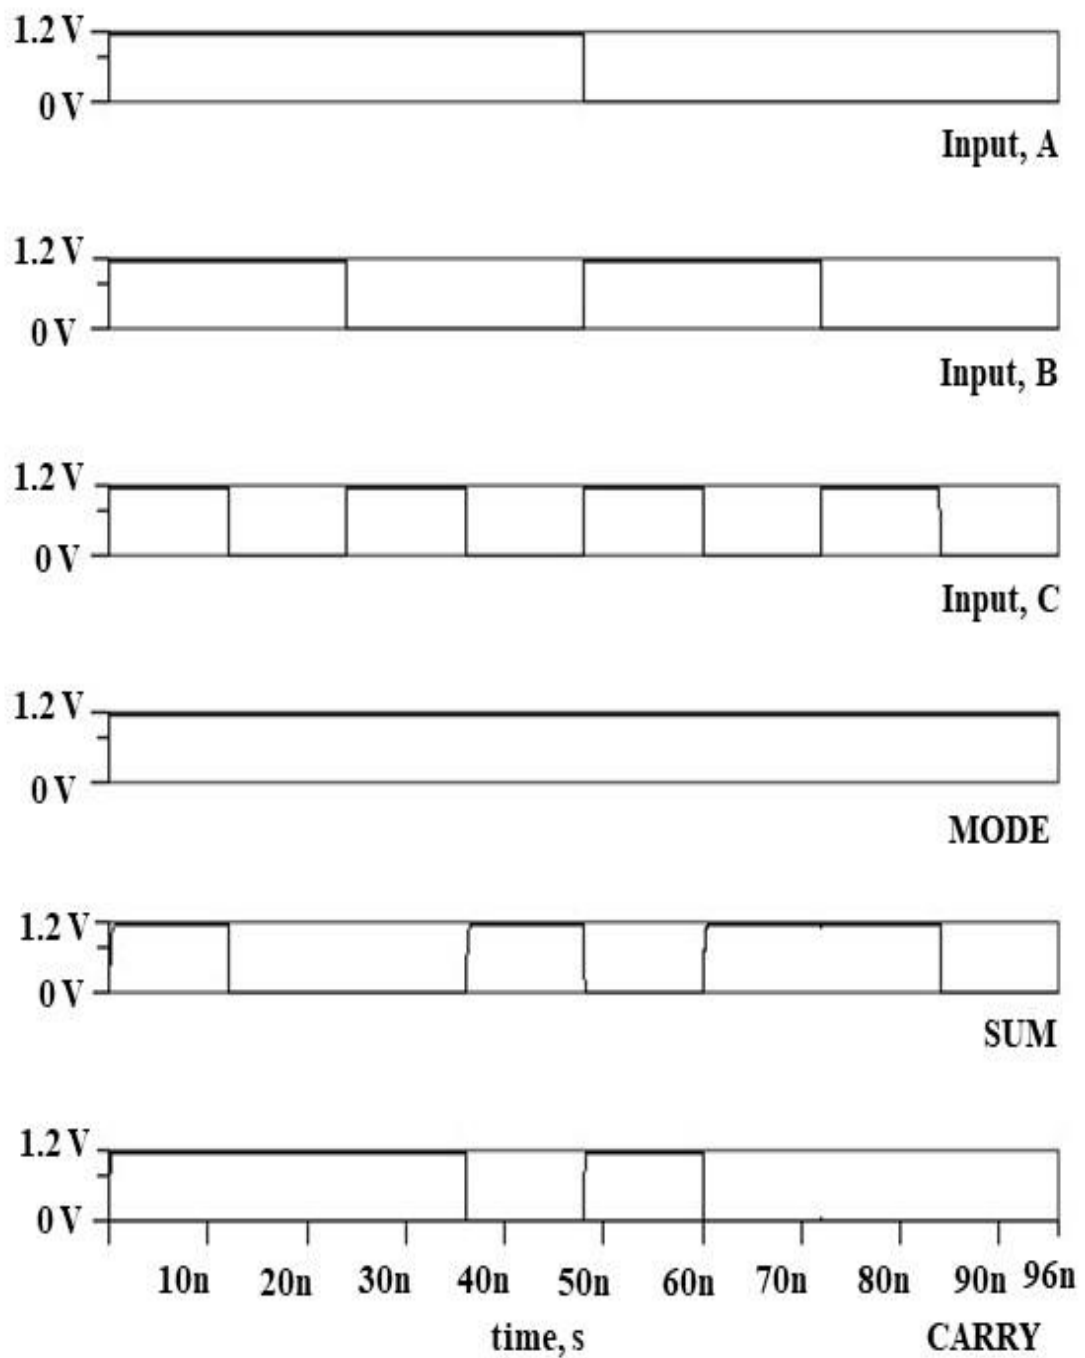 1.2 V
0 V
Input, A
1.2 V
0 V
Input, B
1.2 V
0 V
Input, C
1.2 V
0 V
MODE
1.2 V
0 V
SUM
1.2 V
0 V
10n 20n 30n 40n 50n 60n 70n 80n 90n 96n
time, s CARRY